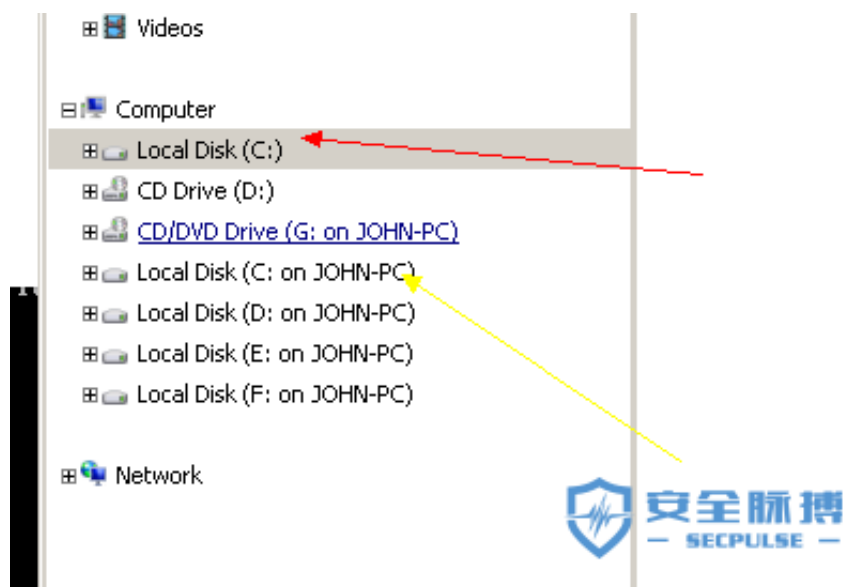 Videos
Computer
Local Disk (C:)
CD Drive (D:)
CD/DVD Drive (G: on JOHN-PC)
Local Disk (C: on JOHN-PC)
Local Disk (D: on JOHN-PC)
Local Disk (E: on JOHN-PC)
Local Disk (F: on JOHN-PC)
Network
安全脉搏
SECPULSE